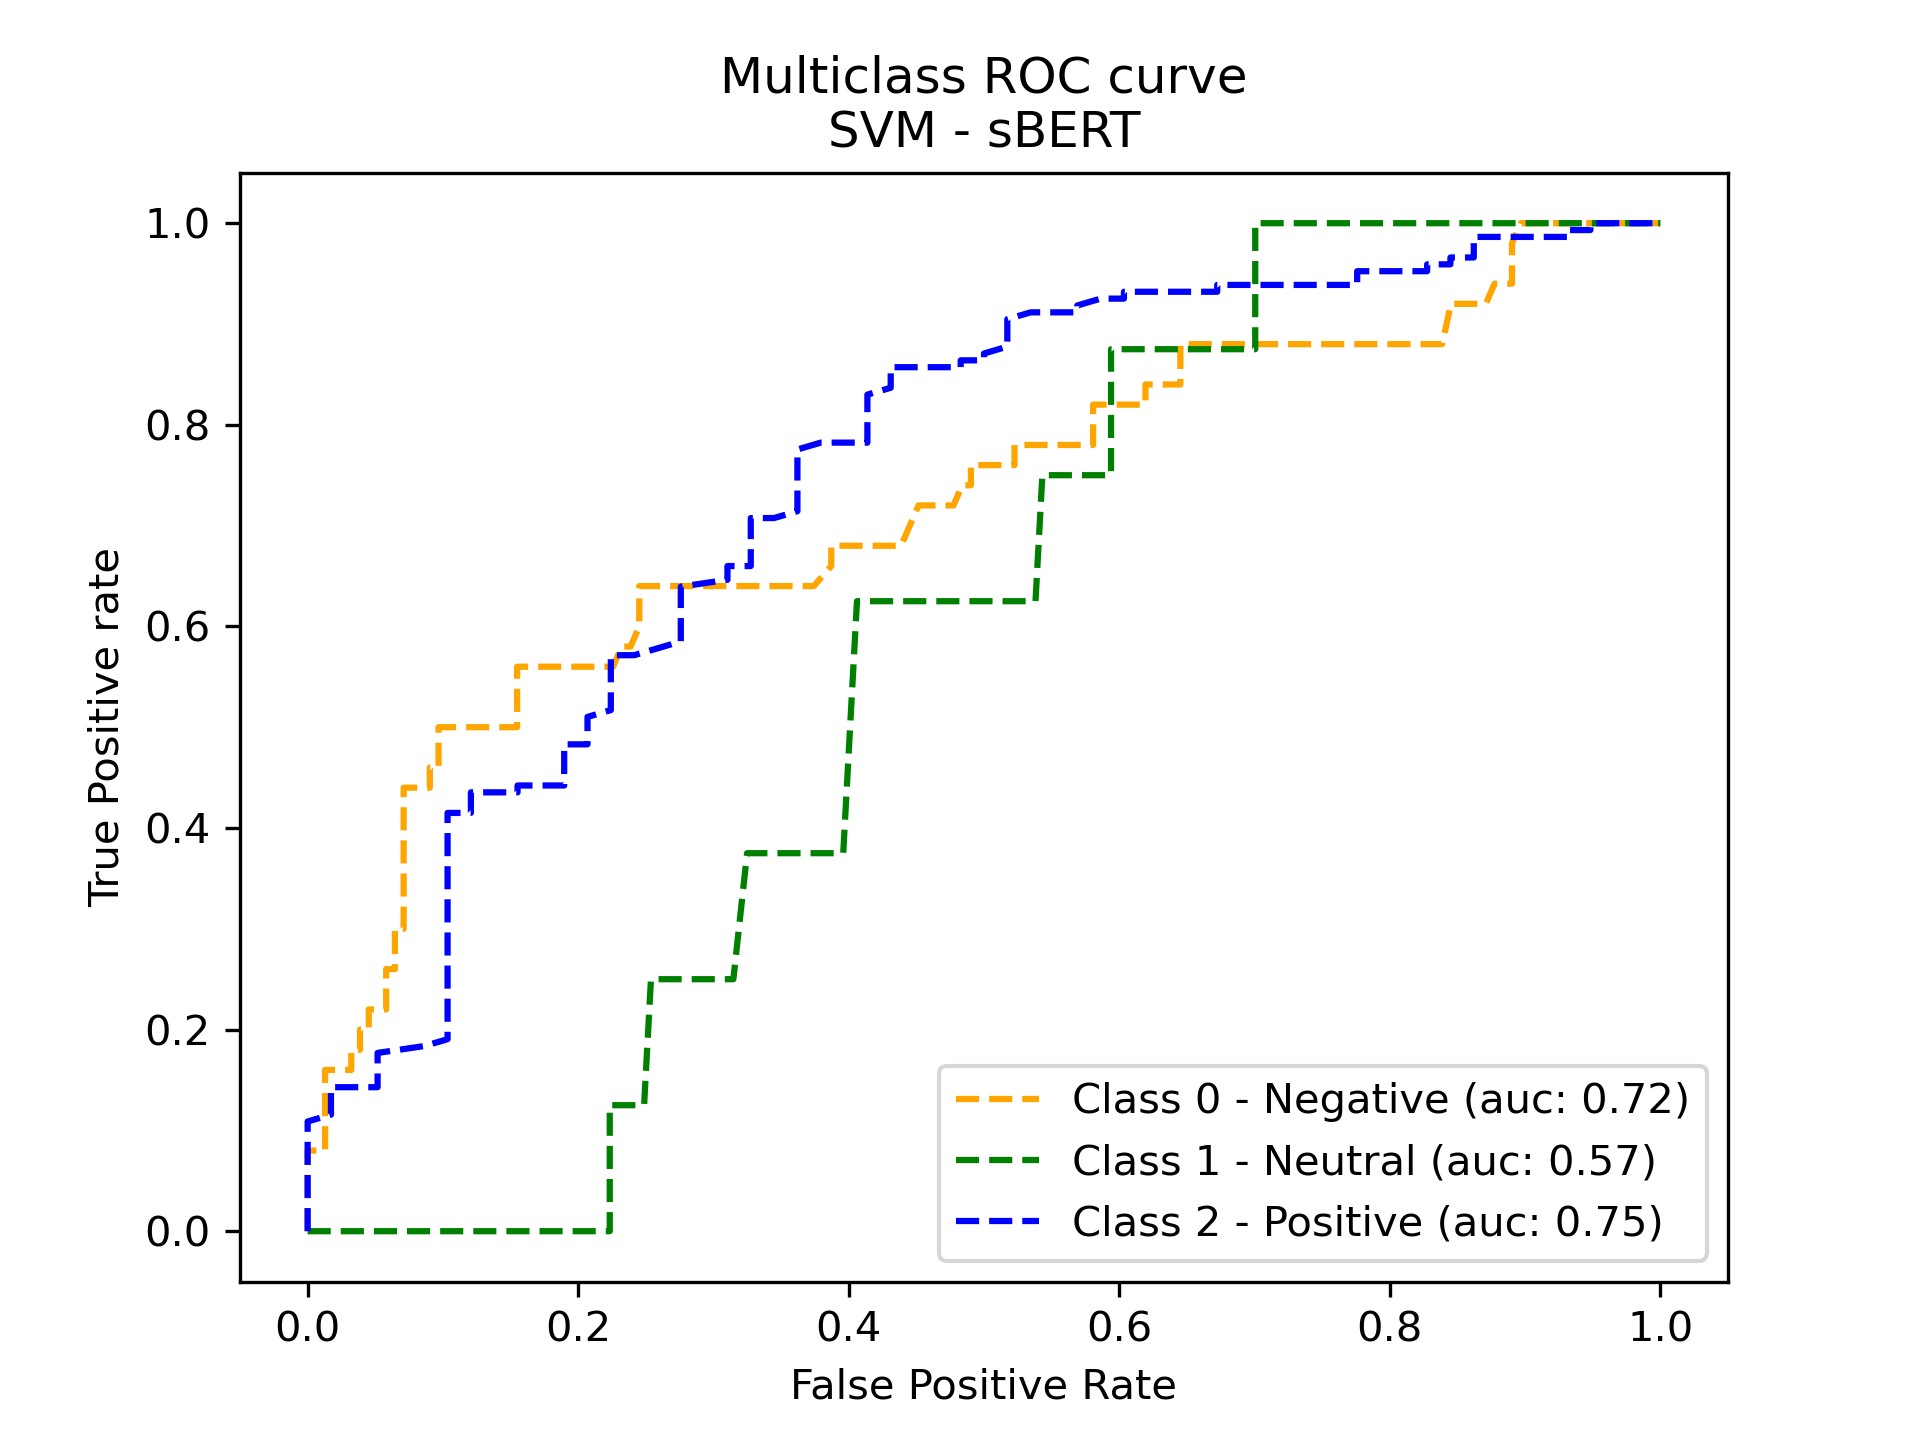 Multiclass ROC curve
SVM - sBERT
True Positive rate
1.0
0.8
0.6
0.4
0.2
0.0
Class 0 - Negative (auc: 0.72)
Class 1 - Neutral (auc: 0.57)
Class 2 - Positive (auc: 0.75)
0.0 0.2 0.4 0.6 0.8 1.0
False Positive Rate